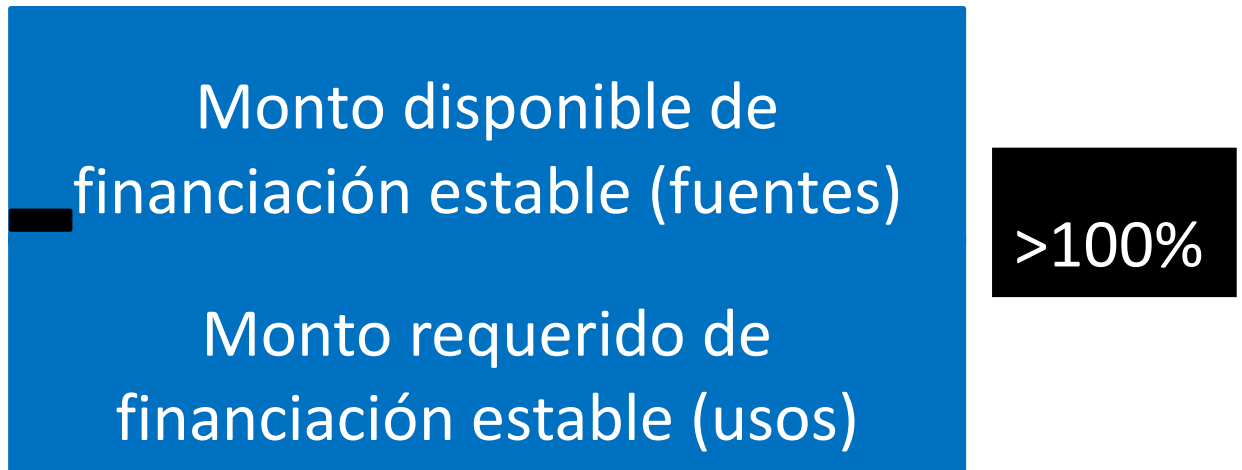 Monto disponible de
financiación estable (fuentes)
>100%
Monto requerido de
financiación estable (usos)